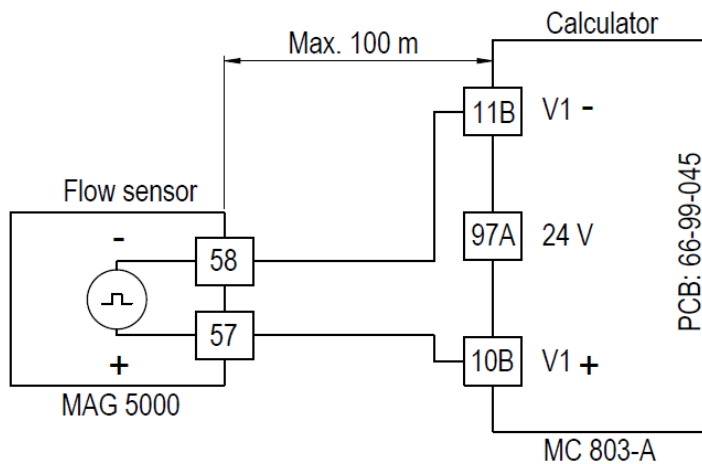 Calculator
Max. 100 m
11B V1 -
Flow sensor
-
58
97A 24 V
PCB: 66-99-045
57
+
10B V1 +
MAG 5000
MC 803-A